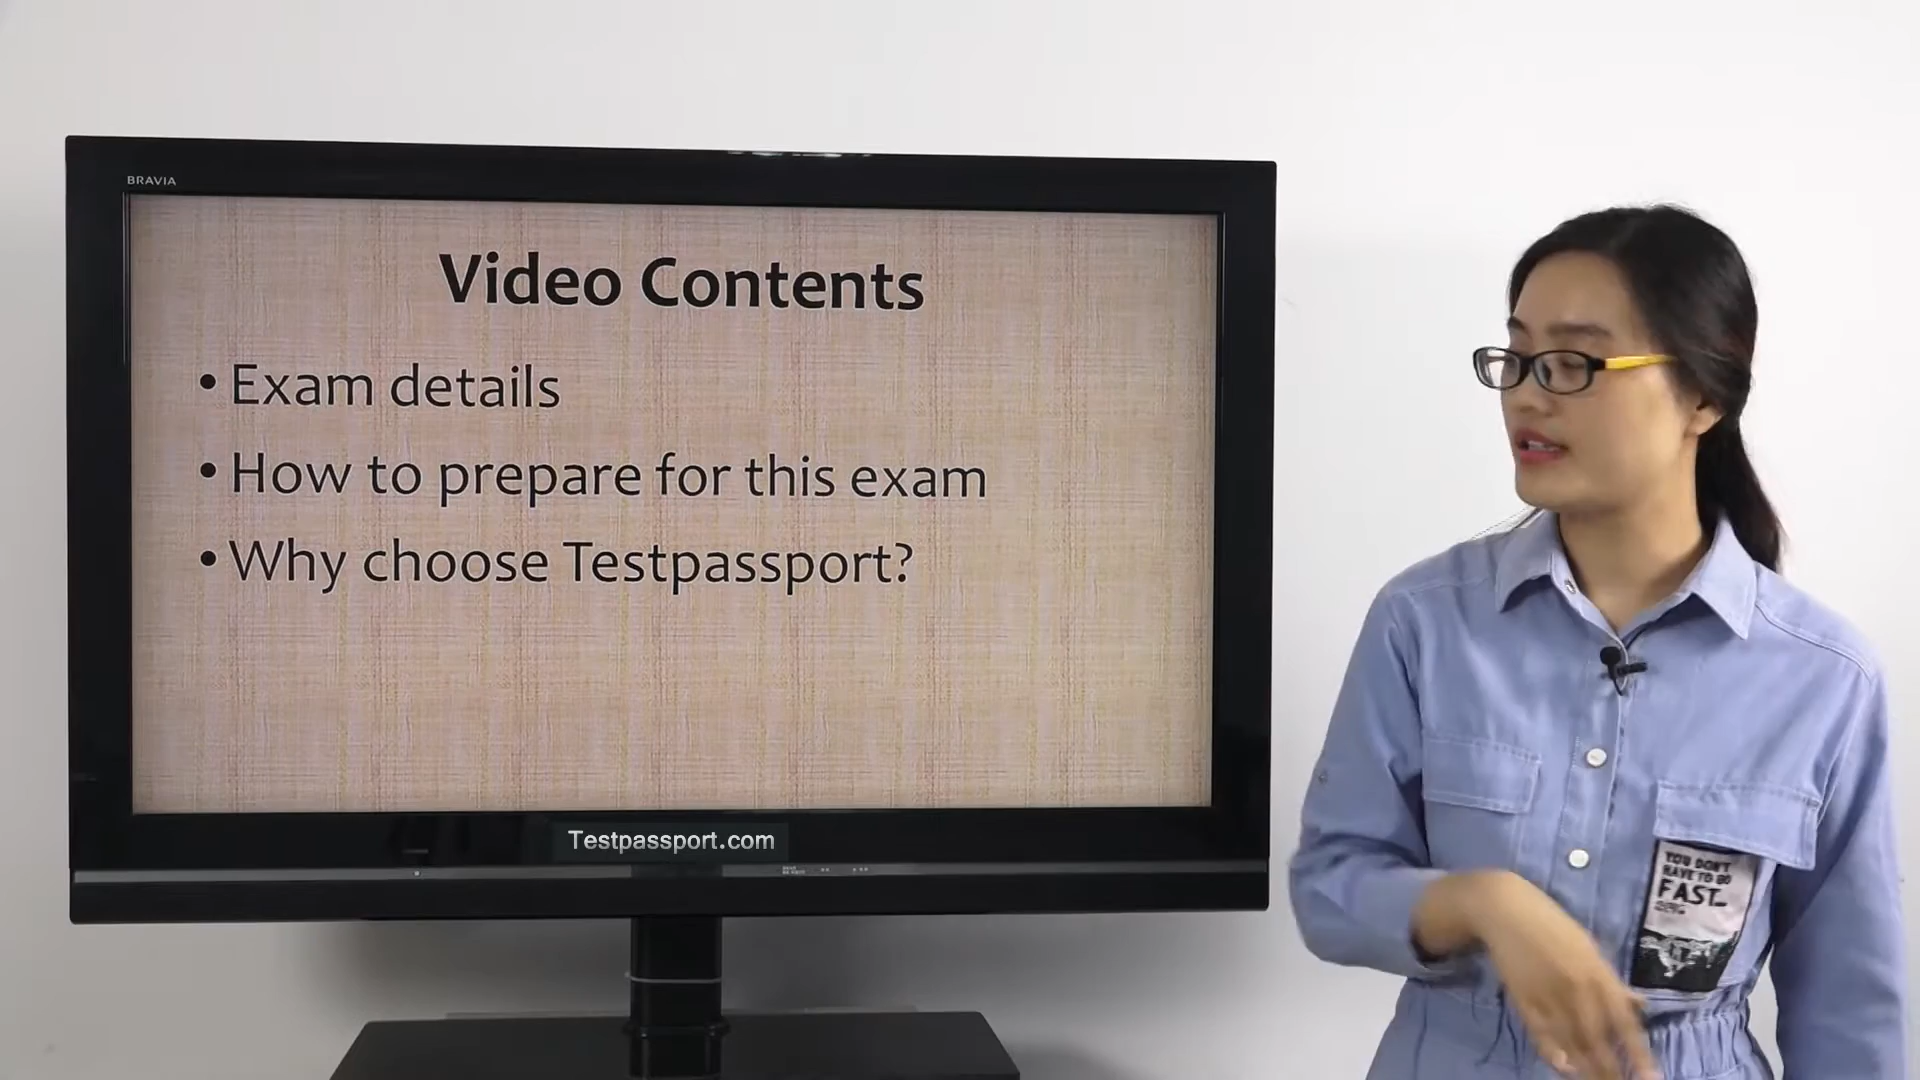 BRAVIA
Video Contents
• Exam details
• How to prepare for this exam
• Why choose Testpassport?
Testpassport.com
YOU DON'T
HAVE TO GO
FAST